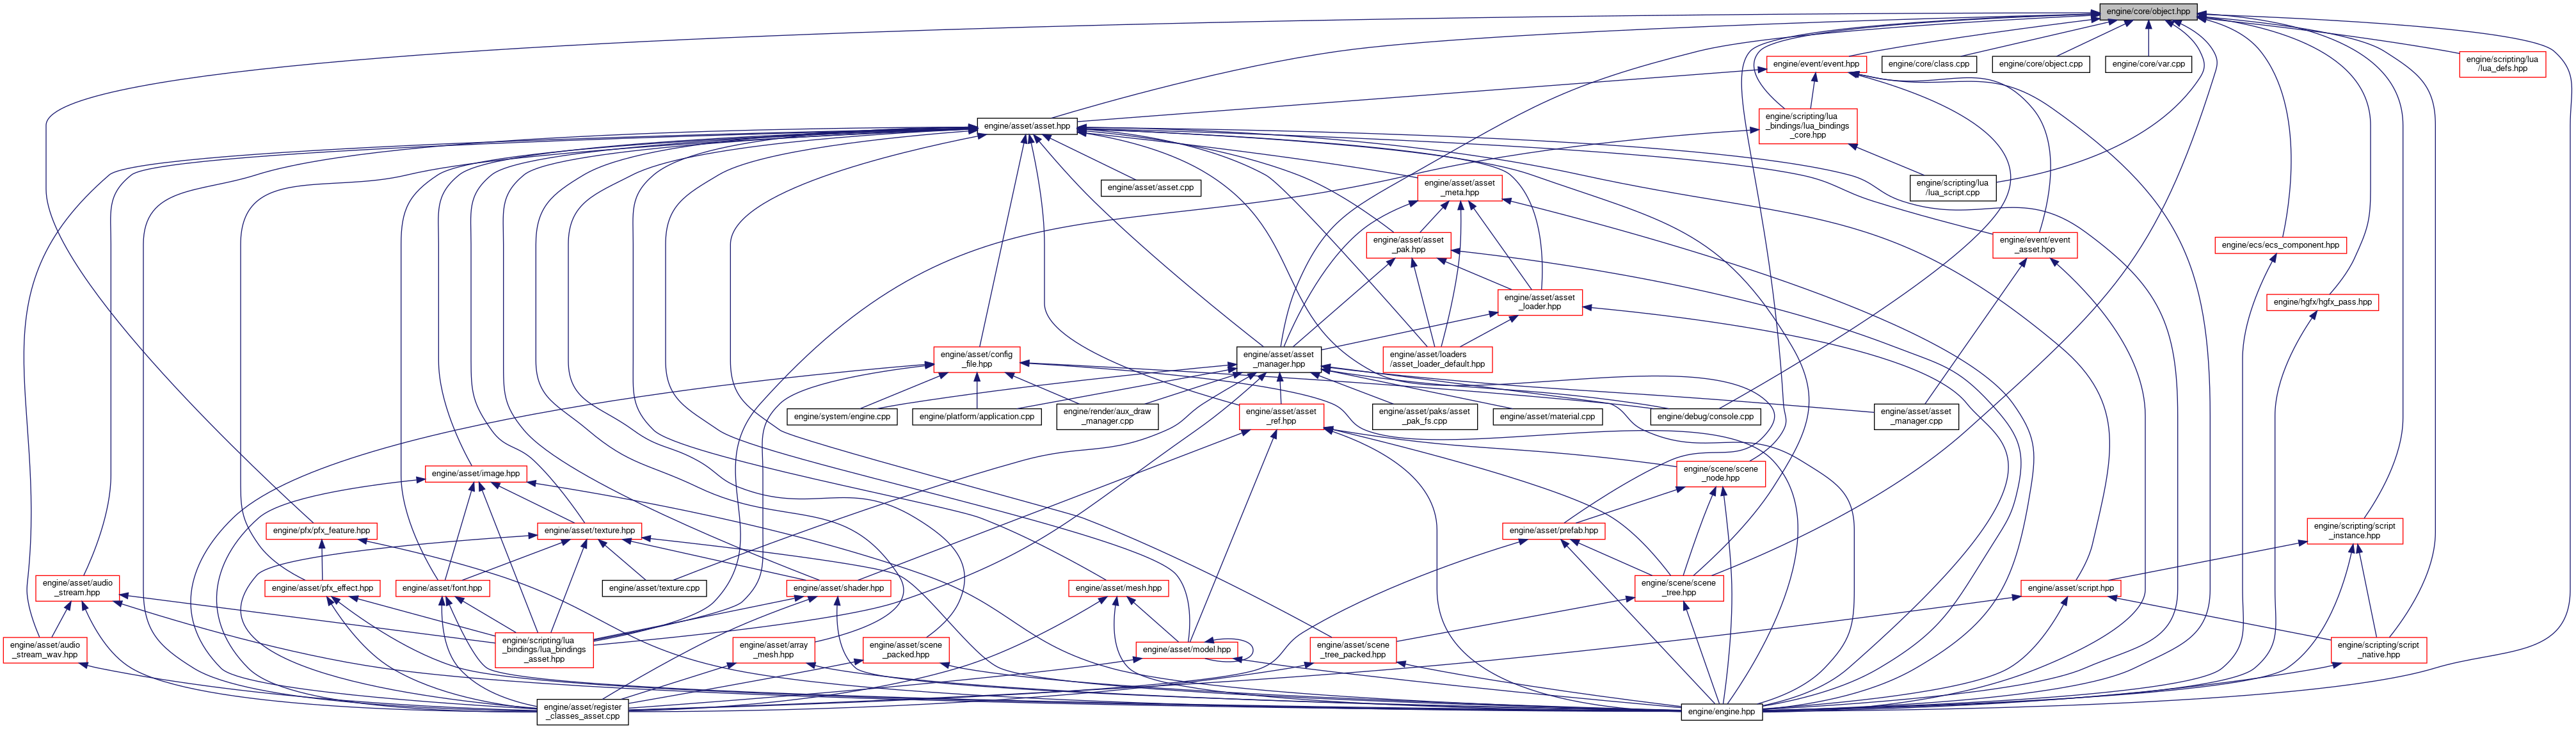 engine/core/object.hpp
engine/event/event.hpp
engine/core/class.cpp
engine/core/object.cpp
engine/core/var.cpp
engine/scripting/lua
/lua_defs.hpp
engine/asset/asset.hpp
engine/scripting/lua
_bindings/lua_bindings
_core.hpp
engine/asset/asset.cpp
engine/asset/asset
_meta.hpp
engine/scripting/lua
/lua_script.cpp
engine/asset/asset
_pak.hpp
engine/event/event
_asset.hpp
engine/ecs/ecs_component.hpp
engine/asset/asset
_loader.hpp
engine/hgfx/hgfx_pass.hpp
engine/asset/config
_file.hpp
engine/asset/asset
_manager.hpp
engine/asset/loaders
/asset_loader_default.hpp
engine/system/engine.cpp
engine/platform/application.cpp
engine/render/aux_draw
_manager.cpp
engine/asset/asset
_ref.hpp
engine/asset/paks/asset
_pak_fs.cpp
engine/asset/material.cpp
engine/debug/console.cpp
engine/asset/asset
_manager.cpp
engine/asset/image.hpp
engine/scene/scene
_node.hpp
engine/pfx/pfx_feature.hpp
engine/asset/texture.hpp
engine/asset/prefab.hpp
engine/scripting/script
_instance.hpp
engine/asset/audio
_stream.hpp
engine/asset/pfx_effect.hpp
engine/asset/font.hpp
engine/asset/texture.cpp
engine/asset/shader.hpp
engine/asset/mesh.hpp
engine/scene/scene
_tree.hpp
engine/asset/script.hpp
engine/asset/audio
_stream_wav.hpp
engine/scripting/lua
_bindings/lua_bindings
_asset.hpp
engine/asset/array
_mesh.hpp
engine/asset/scene
_packed.hpp
engine/asset/model.hpp
engine/asset/scene
_tree_packed.hpp
engine/scripting/script
_native.hpp
engine/asset/register
_classes_asset.cpp
engine/engine.hpp